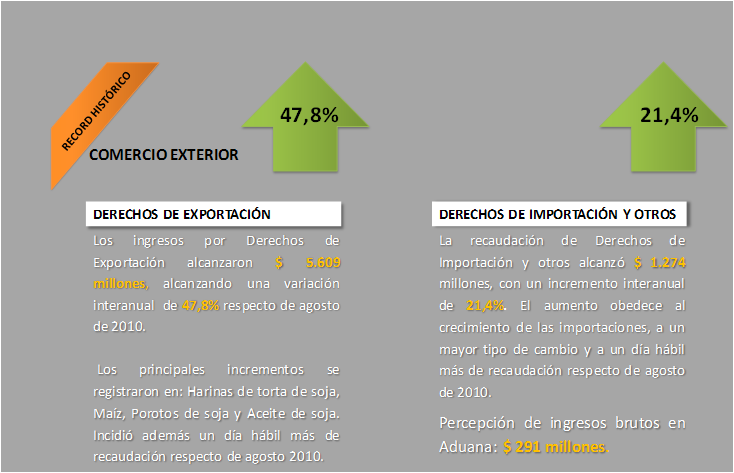 RECORD HISTÓRICO
47,8%
21,4%
COMERCIO EXTERIOR
DERECHOS DE EXPORTACIÓN
Los ingresos por Derechos de
Exportación alcanzaron $ 5.609
millones, alcanzando una variación
interanual de 47,8% respecto de agosto
de 2010.
Los principales incrementos se
registraron en: Harinas de torta de soja,
Maíz, Porotos de soja y Aceite de soja.
Incidió además un día hábil más de
recaudación respecto de agosto 2010.
DERECHOS DE IMPORTACIÓN Y OTROS
La recaudación de Derechos de
Importación y otros alcanzó $ 1.274
millones, con un incremento interanual
de 21,4%. El aumento obedece al
crecimiento de las importaciones, a un
mayor tipo de cambio y a un día hábil
más de recaudación respecto de agosto
de 2010.
Percepción de ingresos brutos en
Aduana: $ 291 millones.